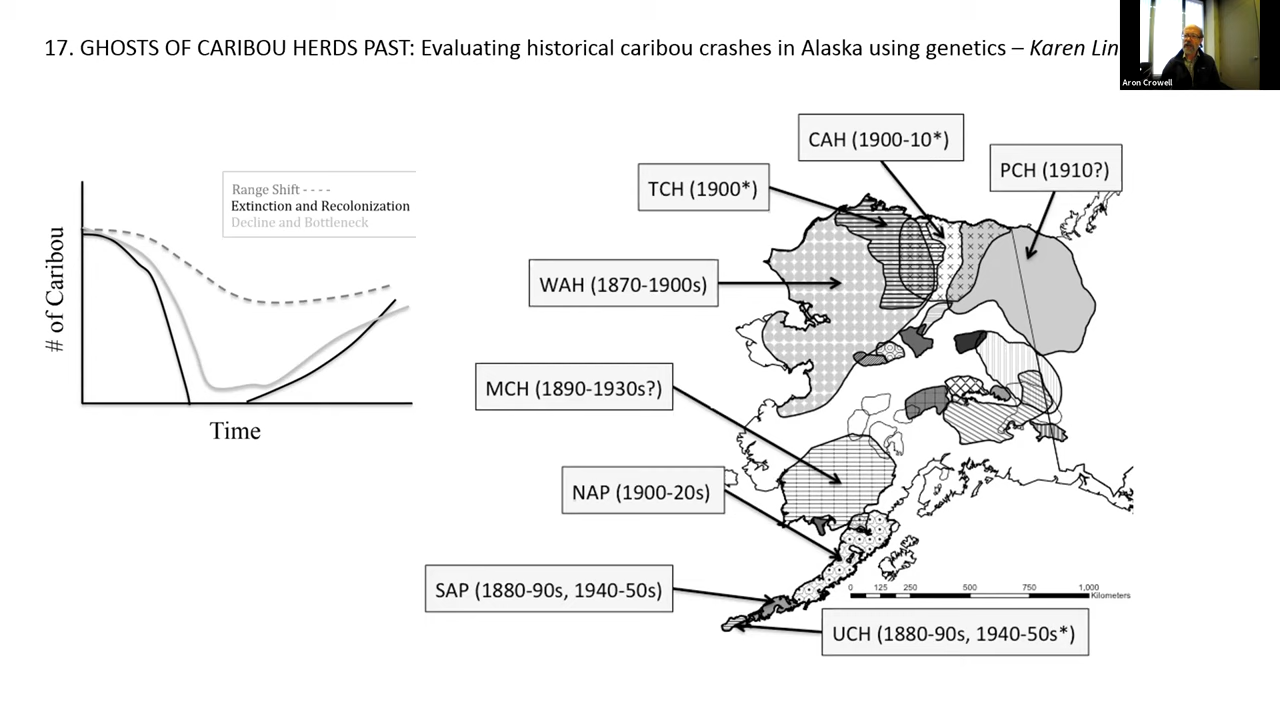 17. GHOSTS OF CARIBOU HERDS PAST: Evaluating historical caribou crashes in Alaska using genetics – Karen Lin
Aron Crowell
# of Caribou
Range Shift - - - -
Extinction and Recolonization
Decline and Bottleneck
Time
CAH (1900-10*)
PCH (1910?)
TCH (1900*)
WAH (1870-1900s)
MCH (1890-1930s?)
NAP (1900-20s)
SAP (1880-90s, 1940-50s)
UCH (1880-90s, 1940-50s*)
0 125 250 500 750 1,000
Kilometers